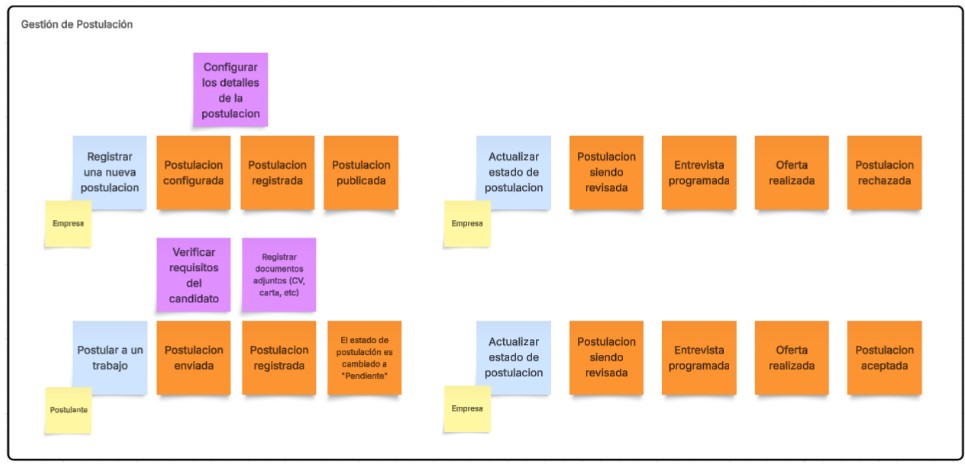 Gestión de Postulación
Configurar
los detalles
de la
postulacion
Registrar
una nueva
postulacion
Postulacion
configurada
Postulacion
registrada
Postulacion
publicada
Empresa
Actualizar
estado de
postulacion
Postulacion
siendo
revisada
Entrevista
programada
Oferta
realizada
Postulacion
rechazada
Empresa
Verificar
requisitos
del
candidato
Registrar
documentos
adjuntos (CV,
carta, etc)
Postular a un
trabajo
Postulacion
enviada
Postulacion
registrada
El estado de
postulación es
cambiado a
"Pendiente"
Postulante
Actualizar
estado de
postulacion
Postulacion
siendo
revisada
Entrevista
programada
Oferta
realizada
Postulacion
aceptada
Empresa